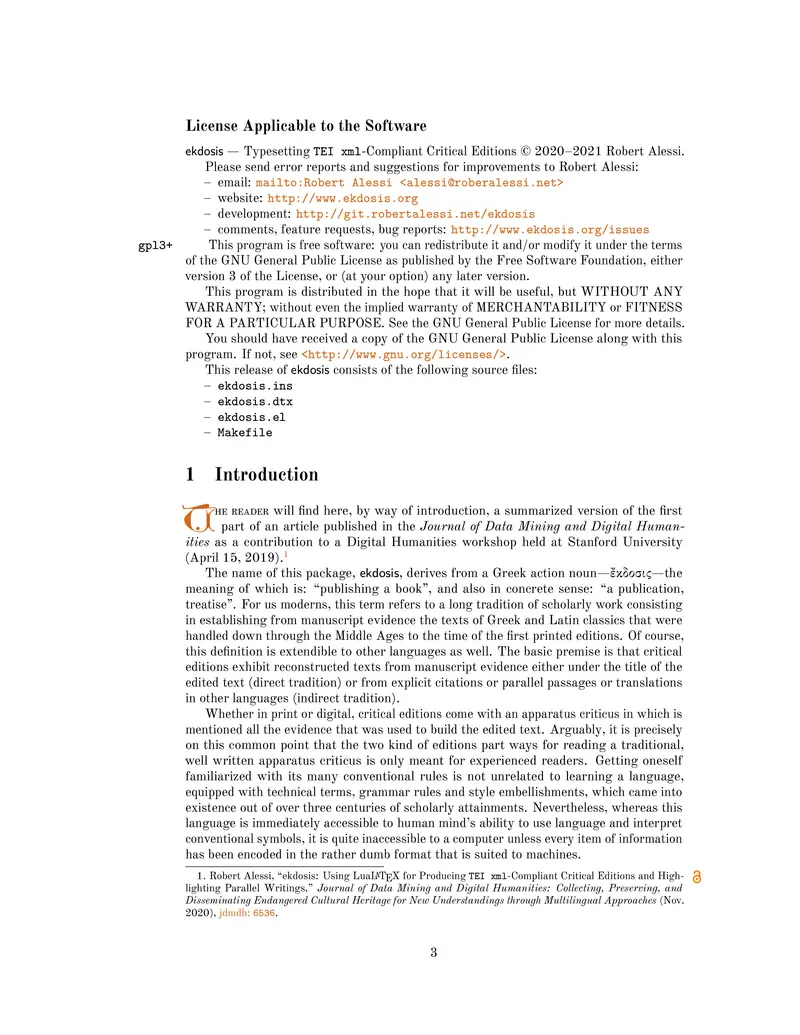 License Applicable to the Software
ekdosis — Typesetting TEI xml-Compliant Critical Editions © 2020–2021 Robert Alessi.
Please send error reports and suggestions for improvements to Robert Alessi:
– email: mailto:Robert Alessi <alessi@roberalessi.net>
– website: http://www.ekdosis.org
– development: http://git.robertalessi.net/ekdosis
– comments, feature requests, bug reports: http://www.ekdosis.org/issues
gpl3+ This program is free software: you can redistribute it and/or modify it under the terms
of the GNU General Public License as published by the Free Software Foundation, either
version 3 of the License, or (at your option) any later version.
This program is distributed in the hope that it will be useful, but WITHOUT ANY
WARRANTY; without even the implied warranty of MERCHANTABILITY or FITNESS
FOR A PARTICULAR PURPOSE. See the GNU General Public License for more details.
You should have received a copy of the GNU General Public License along with this
program. If not, see <http://www.gnu.org/licenses/>.
This release of ekdosis consists of the following source files:
– ekdosis.ins
– ekdosis.dtx
– ekdosis.el
– Makefile
1 Introduction
THE READER will find here, by way of introduction, a summarized version of the first
part of an article published in the Journal of Data Mining and Digital Human-
ities as a contribution to a Digital Humanities workshop held at Stanford University
(April 15, 2019).1
The name of this package, ekdosis, derives from a Greek action noun—ἔκδοσις—the
meaning of which is: “publishing a book”, and also in concrete sense: “a publication,
treatise”. For us moderns, this term refers to a long tradition of scholarly work consisting
in establishing from manuscript evidence the texts of Greek and Latin classics that were
handled down through the Middle Ages to the time of the first printed editions. Of course,
this definition is extendible to other languages as well. The basic premise is that critical
editions exhibit reconstructed texts from manuscript evidence either under the title of the
edited text (direct tradition) or from explicit citations or parallel passages or translations
in other languages (indirect tradition).
Whether in print or digital, critical editions come with an apparatus criticus in which is
mentioned all the evidence that was used to build the edited text. Arguably, it is precisely
on this common point that the two kind of editions part ways for reading a traditional,
well written apparatus criticus is only meant for experienced readers. Getting oneself
familiarized with its many conventional rules is not unrelated to learning a language,
equipped with technical terms, grammar rules and style embellishments, which came into
existence out of over three centuries of scholarly attainments. Nevertheless, whereas this
language is immediately accessible to human mind’s ability to use language and interpret
conventional symbols, it is quite inaccessible to a computer unless every item of information
has been encoded in the rather dumb format that is suited to machines.
1. Robert Alessi, “ekdosis: Using LuaLATEX for Producing TEI xml-Compliant Critical Editions and High-
lighting Parallel Writings,” Journal of Data Mining and Digital Humanities: Collecting, Preserving, and
Disseminating Endangered Cultural Heritage for New Understandings through Multilingual Approaches (Nov.
2020), jdmdh: 6536.
3